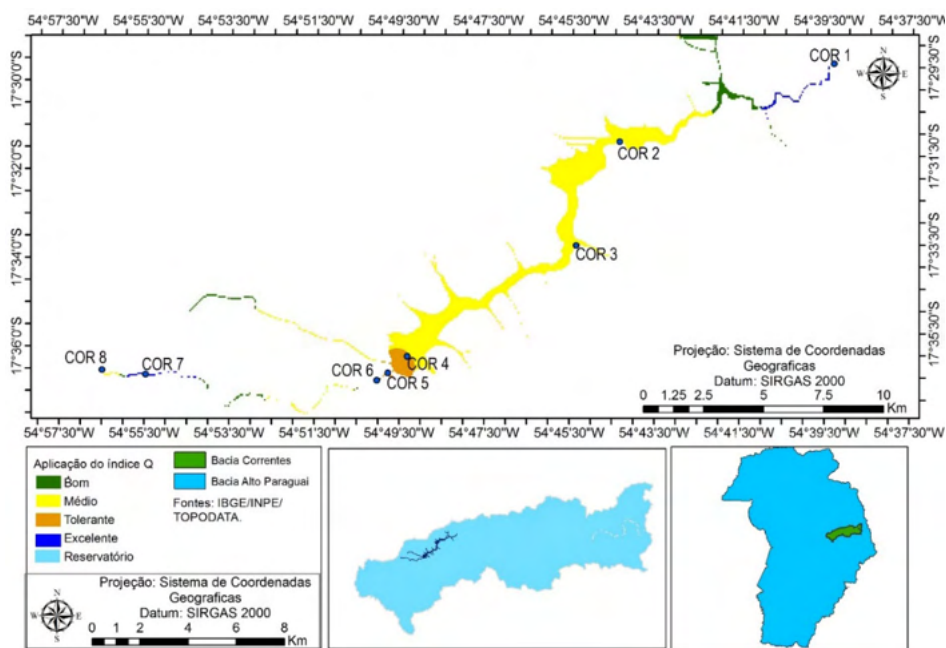 54°57'30"W 54°55'30"W 54°53'30"W 54°51'30"W 54°49'30"W 54°47'30"W 54°45'30"W 54°43'30"W 54°41'30"W 54°39'30"W 54°37'30"W
COR 1
17°30'0"S
17°29'30"S
COR 2
17°32'0"S
17°31'30"S
COR 3
17°34'0"S
17°33'30"S
17°36'0"S
17°35'30"S
COR 4
COR 8
COR 7
COR 6
COR 5
N
W E
S
Projeção: Sistema de Coordenadas
Geograficas
Datum: SIRGAS 2000
0 1.25 2.5 5 7.5 10
Km
54°57'30"W 54°55'30"W 54°53'30"W 54°51'30"W 54°49'30"W 54°47'30"W 54°45'30"W 54°43'30"W 54°41'30"W 54°39'30"W 54°37'30"W
Aplicação do índice Q
Bom
Médio
Tolerante
Excelente
Reservatório
Bacia Correntes
Bacia Alto Paraguai
Fontes: IBGE/INPE/
TOPODATA.
N
W E
S
Projeção: Sistema de Coordenadas
Geograficas
Datum: SIRGAS 2000
0 1 2 4 6 8
Km